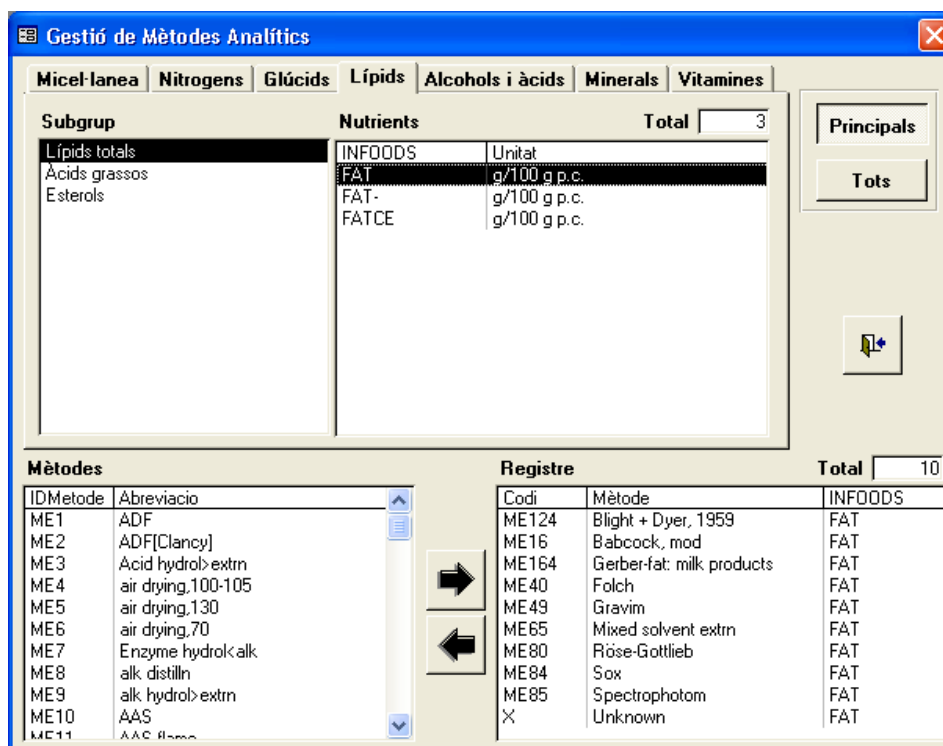 Gestió de Mètodes Analítics
Micel·lanea Nitrogens Glúcids Lípids Alcohols i àcids Minerals Vitamines
Subgrup
Lípids totals
Àcids grassos
Esterols
Nutrients Total 3
INFOODS Unitat
FAT g/100 g p.c.
FAT- g/100 g p.c.
FATCE g/100 g p.c.
Principals
Tots
Mètodes
IDMetode Abreviacio
ME1 ADF
ME2 ADF[Clancy]
ME3 Acid hydrol>extrn
ME4 air drying,100-105
ME5 air drying,130
ME6 air drying,70
ME7 Enzyme hydrol<alk
ME8 alk distilln
ME9 alk hydrol>extrn
ME10 AAS
ME11 AAS flame
Registre Total 10
Codi Mètode INFOODS
ME124 Blight + Dyer, 1959 FAT
ME16 Babcock, mod FAT
ME164 Gerber-fat: milk products FAT
ME40 Folch FAT
ME49 Gravim FAT
ME65 Mixed solvent extrn FAT
ME80 Röse-Gottlieb FAT
ME84 Sox FAT
ME85 Spectrophotom FAT
X Unknown FAT